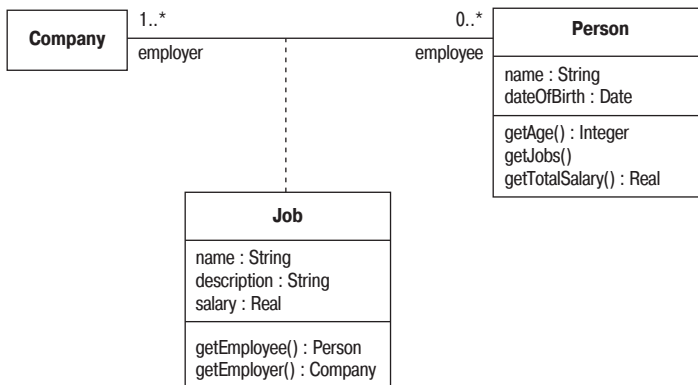 Company
1..*
employer
0..*
employee
Person
name : String
dateOfBirth : Date
getAge() : Integer
getJobs()
getTotalSalary() : Real
Job
name : String
description : String
salary : Real
getEmployee() : Person
getEmployer() : Company